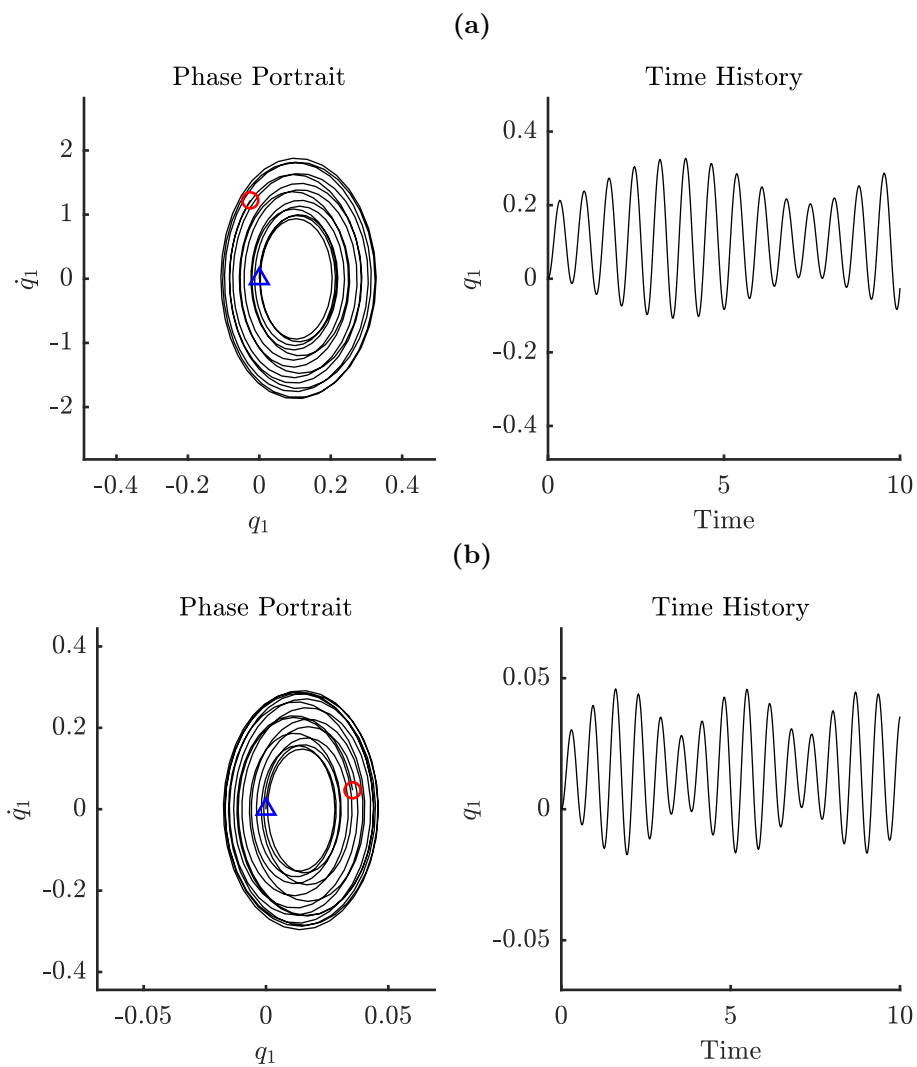 (a)
Phase Portrait
2
1
0
-1
-2
q̇₁
-0.4 -0.2 0 0.2 0.4
q₁
Time History
0.4
0.2
0
-0.2
-0.4
q₁
0 5 10
Time
(b)
Phase Portrait
0.4
0.2
0
-0.2
-0.4
q̇₁
-0.05 0 0.05
q₁
Time History
0.05
0
-0.05
q₁
0 5 10
Time